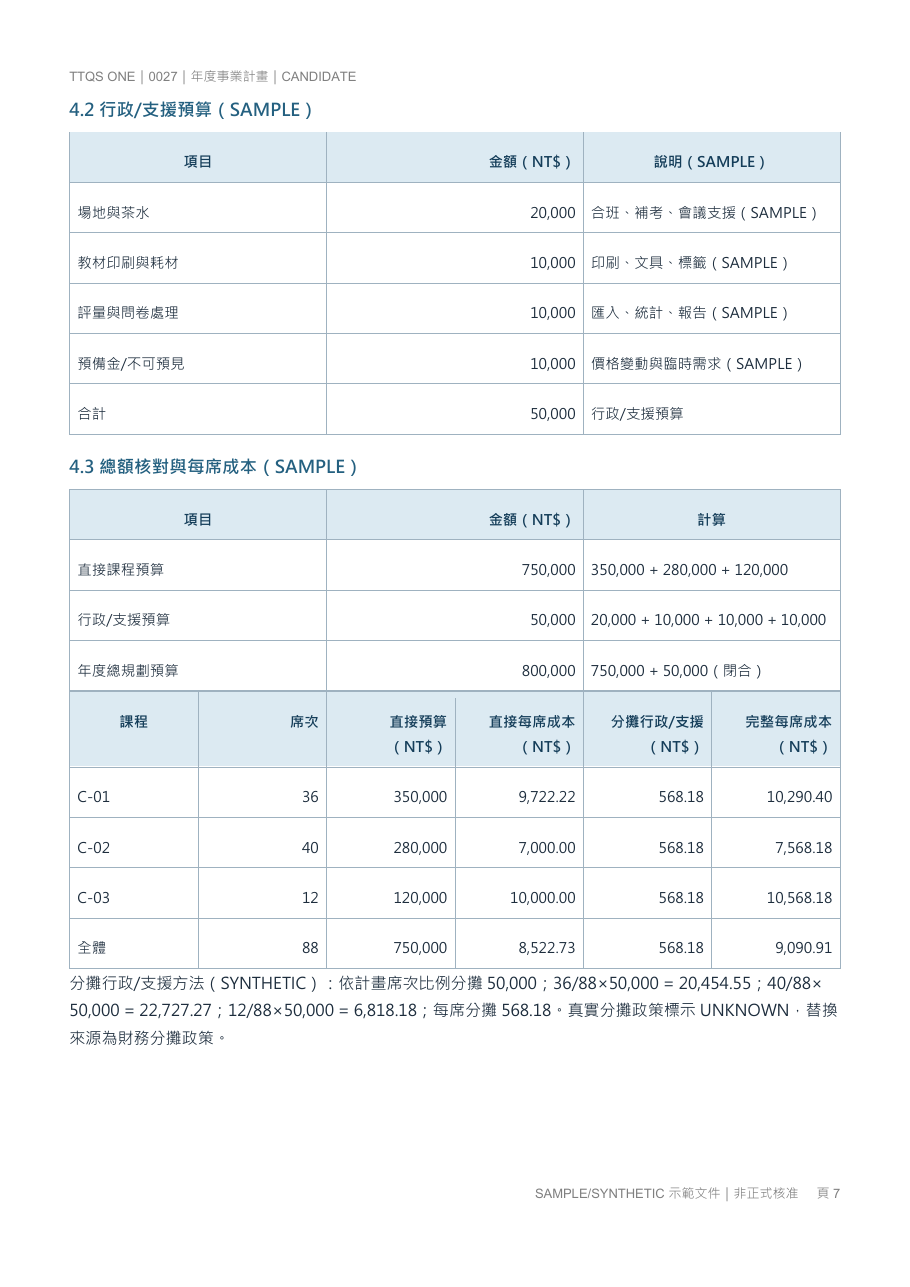 TTQS ONE｜0027｜年度事業計畫｜CANDIDATE
4.2 行政/支援預算（SAMPLE）
項目 金額（NT$） 說明（SAMPLE）
場地與茶水 20,000 合班、補考、會議支援（SAMPLE）
教材印刷與耗材 10,000 印刷、文具、標籤（SAMPLE）
評量與問卷處理 10,000 匯入、統計、報告（SAMPLE）
預備金/不可預見 10,000 價格變動與臨時需求（SAMPLE）
合計 50,000 行政/支援預算
4.3 總額核對與每席成本（SAMPLE）
項目 金額（NT$） 計算
直接課程預算 750,000 350,000 + 280,000 + 120,000
行政/支援預算 50,000 20,000 + 10,000 + 10,000 + 10,000
年度總規劃預算 800,000 750,000 + 50,000（閉合）
課程 席次 直接預算 直接每席成本 分攤行政/支援 完整每席成本
（NT$） （NT$） （NT$） （NT$）
C-01 36 350,000 9,722.22 568.18 10,290.40
C-02 40 280,000 7,000.00 568.18 7,568.18
C-03 12 120,000 10,000.00 568.18 10,568.18
全體 88 750,000 8,522.73 568.18 9,090.91
分攤行政/支援方法（SYNTHETIC）：依計畫席次比例分攤 50,000；36/88×50,000 = 20,454.55；40/88×
50,000 = 22,727.27；12/88×50,000 = 6,818.18；每席分攤 568.18。真實分攤政策標示 UNKNOWN，替換
來源為財務分攤政策。
SAMPLE/SYNTHETIC 示範文件｜非正式核准 頁 7